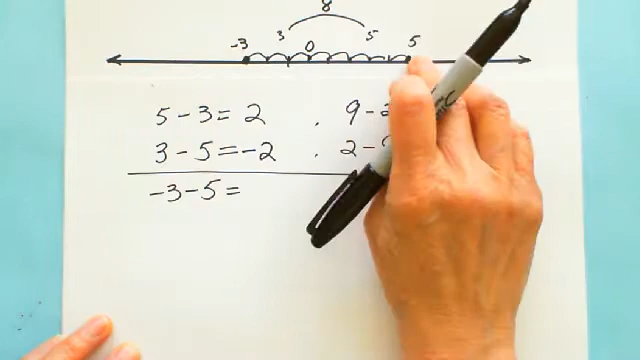 8
3 5
-3 0 5
5-3=2 . 9-
3-5=-2 . 2-
-3-5=